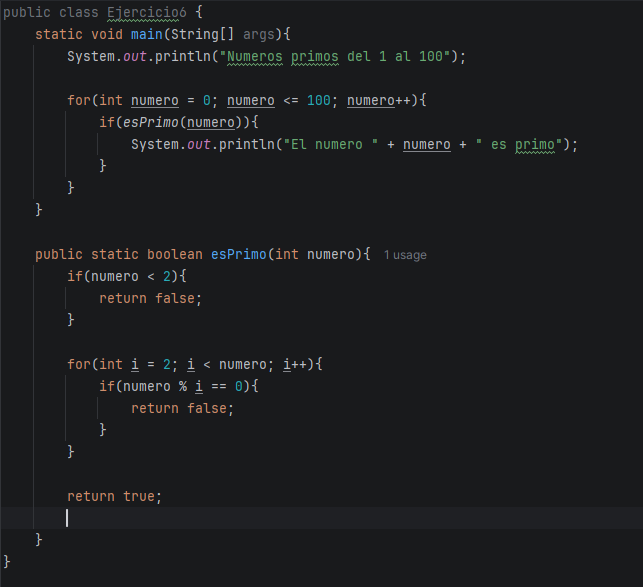 public class Ejercicio6 {
    static void main(String[] args){
        System.out.println("Numeros primos del 1 al 100");

        for(int numero = 0; numero <= 100; numero++){
            if(esPrimo(numero)){
                System.out.println("El numero " + numero + " es primo");
            }
        }
    }

    public static boolean esPrimo(int numero){ 1 usage
        if(numero < 2){
            return false;
        }

        for(int i = 2; i < numero; i++){
            if(numero % i == 0){
                return false;
            }
        }

        return true;

    }
}